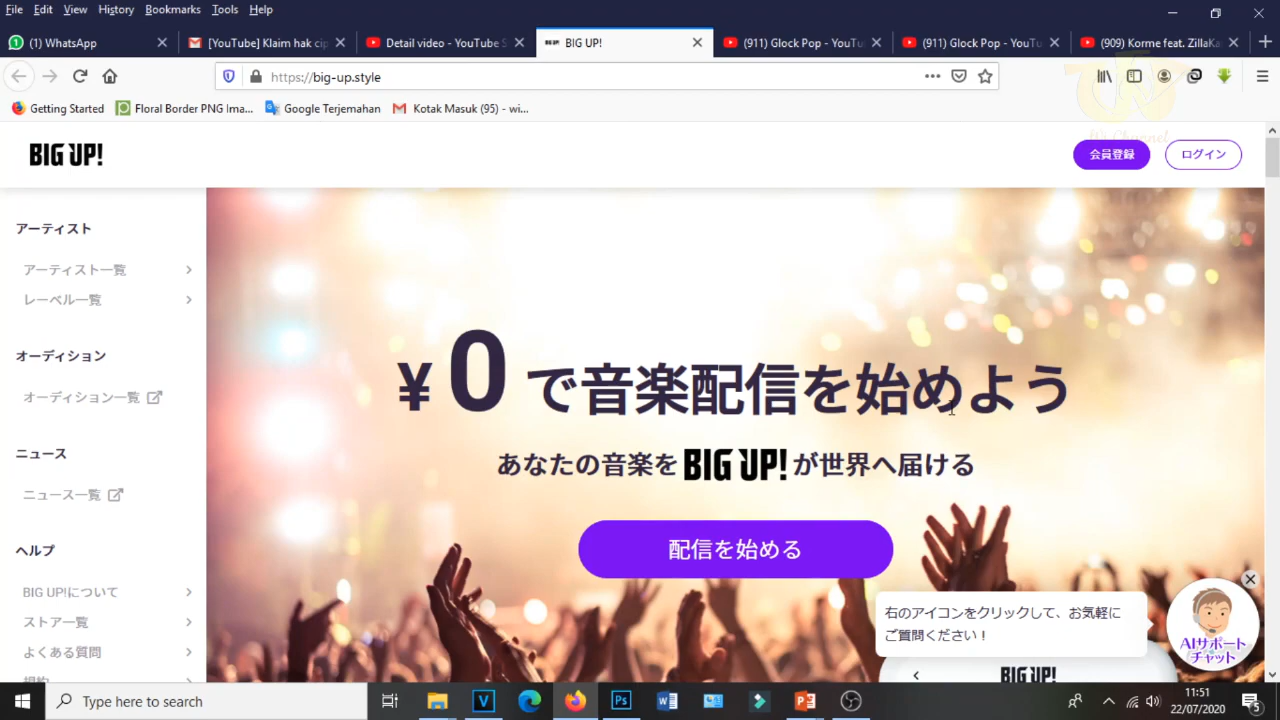 File Edit View History Bookmarks Tools Help
(1) WhatsApp
[YouTube] Klaim hak cip
Detail video - YouTube S
BIG UP!
(911) Glock Pop - YouTu
(911) Glock Pop - YouTu
(909) Korme feat. ZillaKa
https://big-up.style
Getting Started
Floral Border PNG Ima...
Google Terjemahan
Kotak Masuk (95) - wi...
It's Channel
BIG UP!
会員登録
ログイン
アーティスト
アーティスト一覧
レーベル一覧
オーディション
オーディション一覧
ニュース
ニュース一覧
ヘルプ
BIG UP!について
ストア一覧
よくある質問
規約
¥0で音楽配信を始めよう
あなたの音楽をBIG UP!が世界へ届ける
配信を始める
右のアイコンをクリックして、お気軽に
ご質問ください！
AIサポート
チャット
BIG UP!
Type here to search
11:51
22/07/2020
5